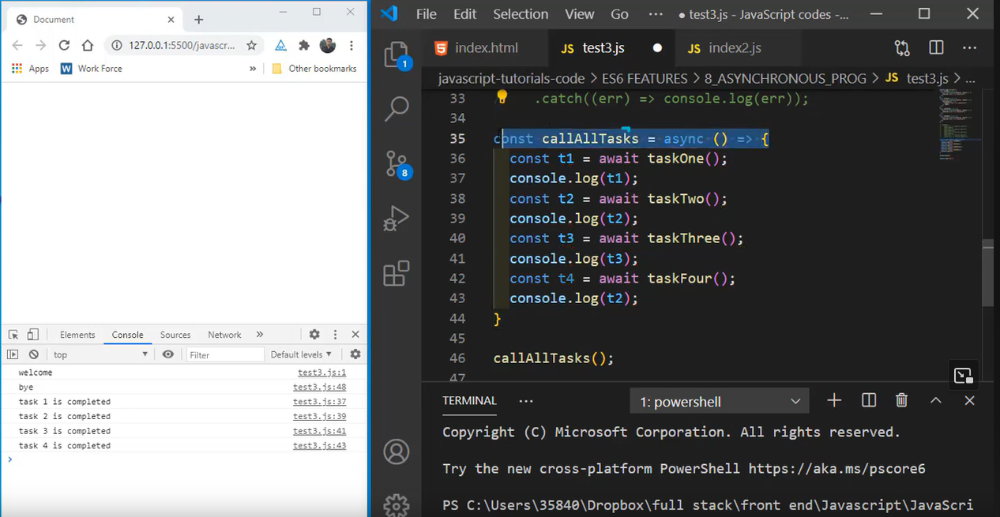 Document
127.0.0.1:5500/javascr...
Apps
Work Force
»
Other bookmarks
Elements
Console
Sources
Network
»
top
Filter
Default levels
welcome test3.js:1
bye test3.js:48
task 1 is completed test3.js:37
task 2 is completed test3.js:39
task 3 is completed test3.js:41
task 4 is completed test3.js:43
>
File Edit Selection View Go ··· ● test3.js - JavaScript codes -...
1
8
index.html
JS test3.js ●
JS index2.js
javascript-tutorials-code > ES6 FEATURES > 8_ASYNCHRONOUS_PROG > JS test3.js > ...
33 // .catch((err) => console.log(err));
34
35 const callAllTasks = async () => {
36 const t1 = await taskOne();
37 console.log(t1);
38 const t2 = await taskTwo();
39 console.log(t2);
40 const t3 = await taskThree();
41 console.log(t3);
42 const t4 = await taskFour();
43 console.log(t2);
44 }
45
46 callAllTasks();
47
TERMINAL ··· 1: powershell
Copyright (C) Microsoft Corporation. All rights reserved.
Try the new cross-platform PowerShell https://aka.ms/pscore6
PS C:\Users\35840\Dropbox\full stack\front end\Javascript\JavaScri